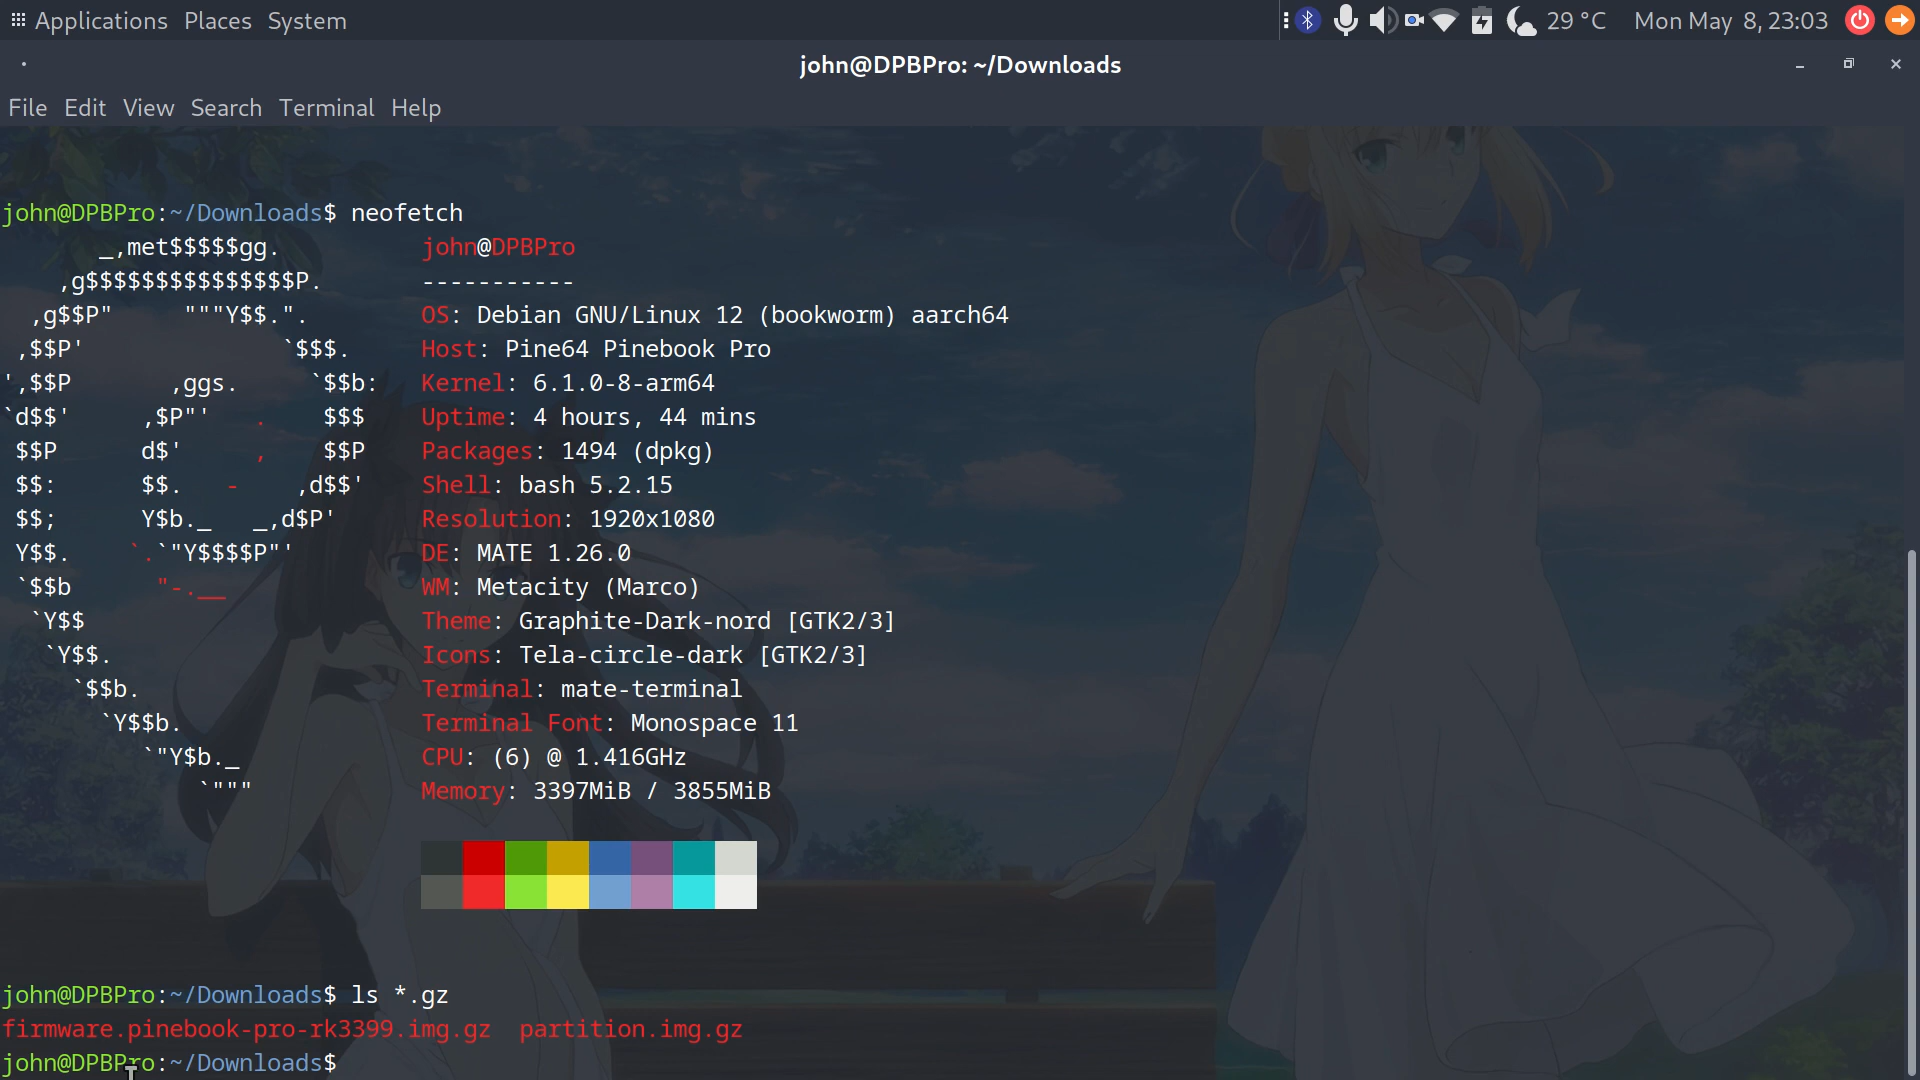 Applications Places System 29 °C Mon May 8, 23:03
john@DPBPro: ~/Downloads
File Edit View Search Terminal Help
john@DPBPro:~/Downloads$ neofetch
       _,met$$$$$gg.          john@DPBPro
    ,g$$$$$$$$$$$$$$$P.       -----------
  ,g$$P"     """Y$$.".        OS: Debian GNU/Linux 12 (bookworm) aarch64
 ,$$P'              `$$$.     Host: Pine64 Pinebook Pro
',$$P       ,ggs.     `$$b:   Kernel: 6.1.0-8-arm64
`d$$'     ,$P"'   .    $$$    Uptime: 4 hours, 44 mins
 $$P      d$'     ,    $$P    Packages: 1494 (dpkg)
 $$:      $$.   -    ,d$$'    Shell: bash 5.2.15
 $$;      Y$b._   _,d$P'      Resolution: 1920x1080
 Y$$.    `.`"Y$$$$P"'         DE: MATE 1.26.0
 `$$b      "-.__              WM: Metacity (Marco)
  `Y$$                        Theme: Graphite-Dark-nord [GTK2/3]
   `Y$$.                      Icons: Tela-circle-dark [GTK2/3]
     `$$b.                    Terminal: mate-terminal
       `Y$$b.                 Terminal Font: Monospace 11
          `"Y$b._             CPU: (6) @ 1.416GHz
              `"""            Memory: 3397MiB / 3855MiB
john@DPBPro:~/Downloads$ ls *.gz
firmware.pinebook-pro-rk3399.img.gz  partition.img.gz
john@DPBPro:~/Downloads$